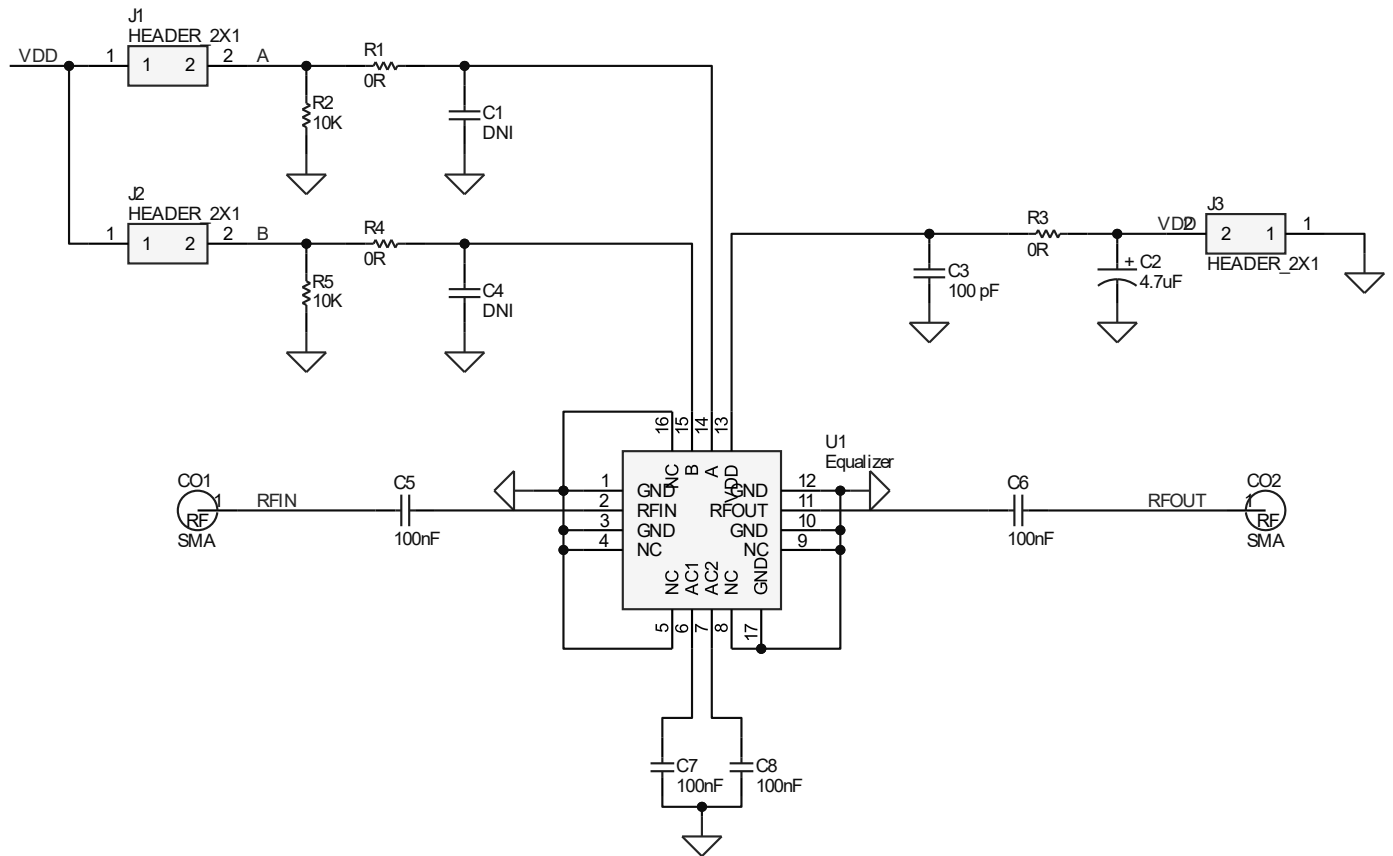 J1
HEADER_2X1
VDD
1
1
2
2
A
R1
0R
R2
10K
C1
DNI
J2
HEADER_2X1
1
1
2
2
B
R4
0R
R5
10K
C4
DNI
J3
R3
0R
VDD
2
2
1
1
HEADER_2X1
C3
100 pF
+
C2
4.7uF
16
15
14
13
NC
B
A
VDD
U1
Equalizer
CO1
1
RF
SMA
RFIN
C5
100nF
1
GND
2
RFIN
3
GND
4
NC
GND
12
RFOUT
11
GND
10
NC
9
C6
100nF
RFOUT
CO2
1
RF
SMA
NC
AC1
AC2
NC
GND
5
6
7
8
17
C7
100nF
C8
100nF